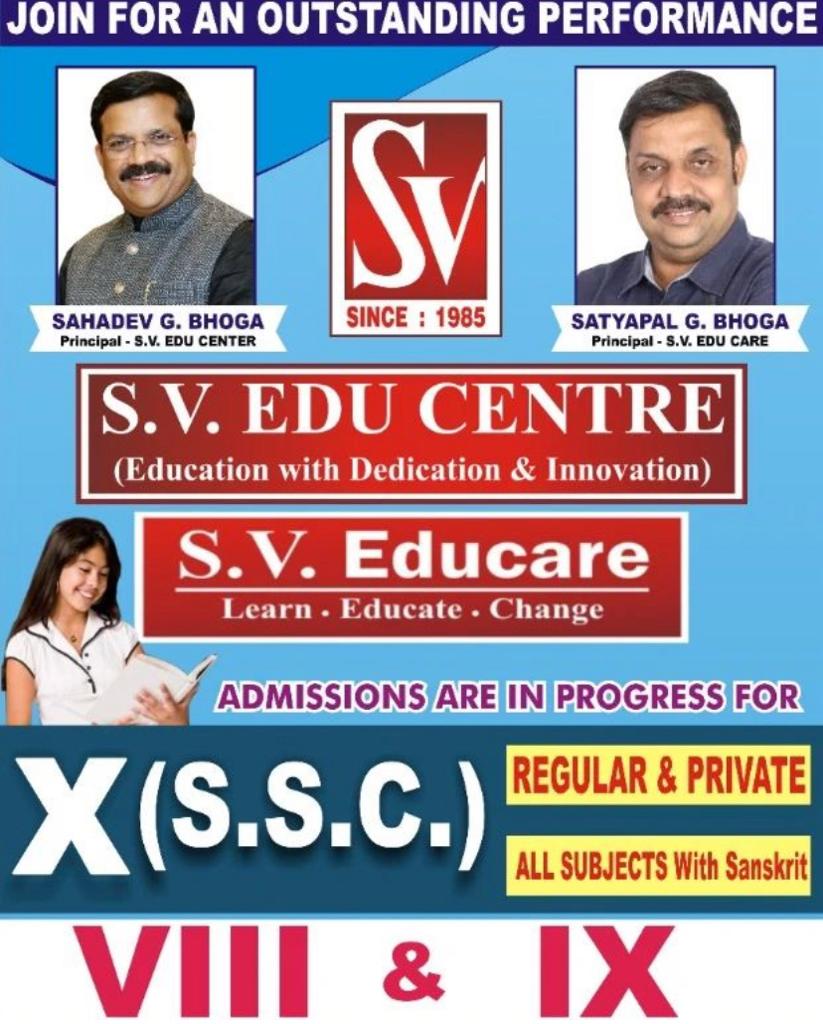 JOIN FOR AN OUTSTANDING PERFORMANCE
SV
SINCE : 1985
SAHADEV G. BHOGA
Principal - S.V. EDU CENTER
SATYAPAL G. BHOGA
Principal - S.V. EDU CARE
S.V. EDU CENTRE
(Education with Dedication & Innovation)
S.V. Educare
Learn . Educate . Change
ADMISSIONS ARE IN PROGRESS FOR
X (S.S.C.)
REGULAR & PRIVATE
ALL SUBJECTS With Sanskrit
VIII & IX